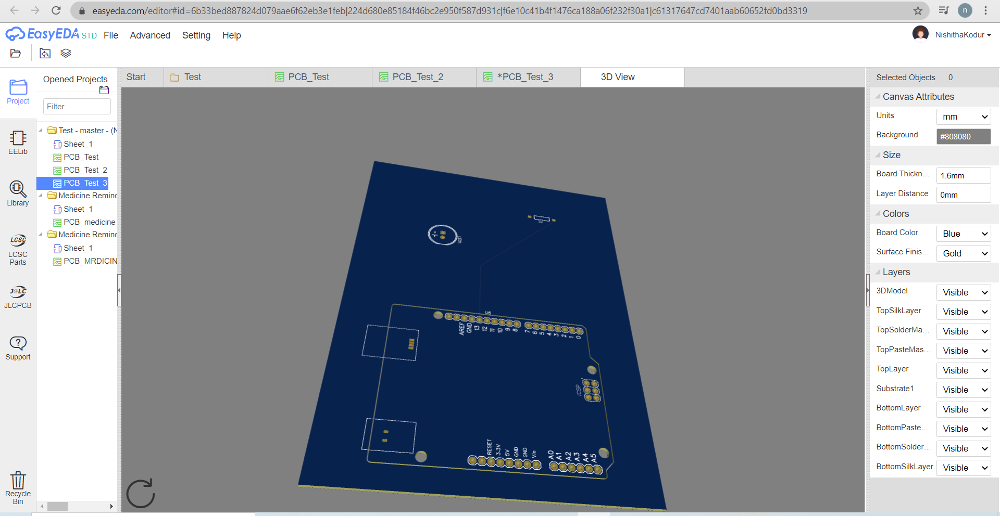 easyeda.com/editor#id=6b33bed887824d079aae6f62eb3e1feb|224d680e85184f46bc2e950f587d931c|f6e10c41b4f1476ca188a06f232f30a1|c61317647cd7401aab60652fd0bd3319
n
EasyEDA STD File Advanced Setting Help
NishithaKodur
Opened Projects
Filter
Project
EELib
Library
LCSC
LCSC
Parts
J@LC
JLCPCB
Support
Recycle
Bin
Test - master - (N
Sheet_1
PCB_Test
PCB_Test_2
PCB_Test_3
Medicine Remind
Sheet_1
PCB_medicine_
Medicine Remind
Sheet_1
PCB_MRDICIN
Start Test PCB_Test PCB_Test_2 *PCB_Test_3 3D View
LED1
U6
AREF GND 13 12 11 10 9 8 7 6 5 4 3 2 1 0
ICSP
RESET 3.3V 5V GND GND Vin A0 A1 A2 A3 A4 A5
Selected Objects 0
Canvas Attributes
Units mm
Background #808080
Size
Board Thickn... 1.6mm
Layer Distance 0mm
Colors
Board Color Blue
Surface Finis... Gold
Layers
3DModel Visible
TopSilkLayer Visible
TopSolderMa... Visible
TopPasteMas... Visible
TopLayer Visible
Substrate1 Visible
BottomLayer Visible
BottomPaste... Visible
BottomSolder... Visible
BottomSilkLayer Visible